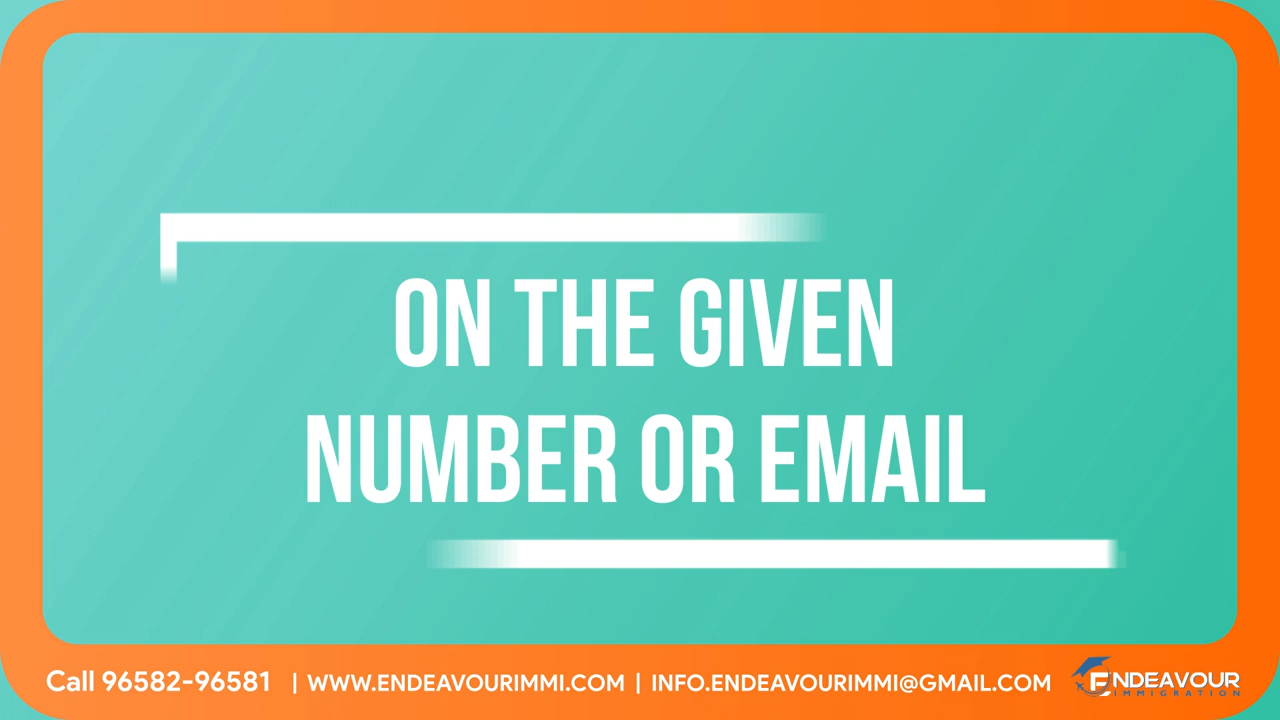 ON THE GIVEN
NUMBER OR EMAIL
Call 96582-96581 | WWW.ENDEAVOURIMMI.COM | INFO.ENDEAVOURIMMI@GMAIL.COM
ENDEAVOUR
IMMIGRATION